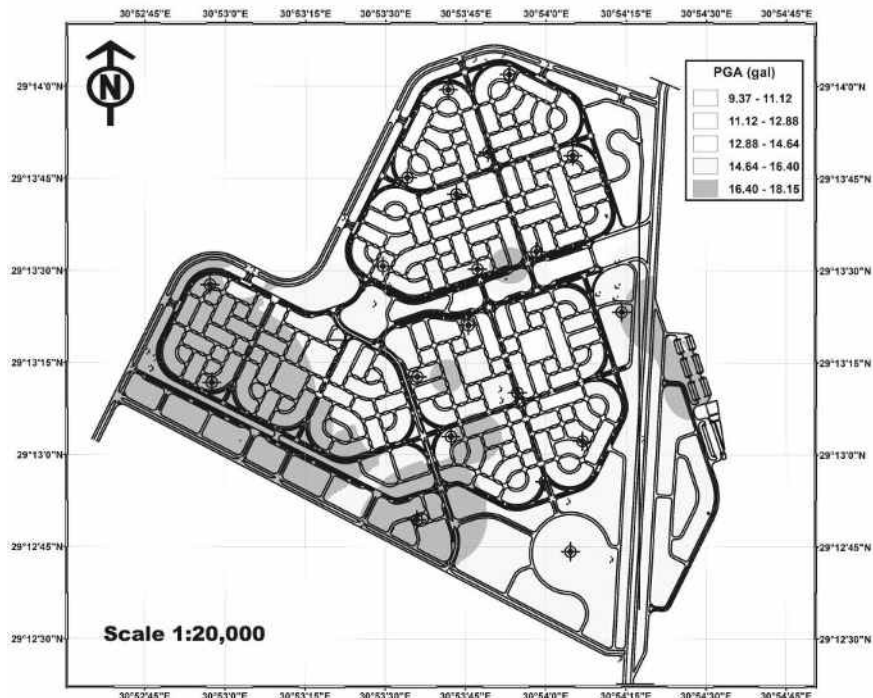 30°52'45"E 30°53'0"E 30°53'15"E 30°53'30"E 30°53'45"E 30°54'0"E 30°54'15"E 30°54'30"E 30°54'45"E
N
PGA (gal)
9.37 - 11.12
11.12 - 12.88
12.88 - 14.64
14.64 - 16.40
16.40 - 18.15
29°14'0"N 29°14'0"N
29°13'45"N 29°13'45"N
29°13'30"N 29°13'30"N
29°13'15"N 29°13'15"N
29°13'0"N 29°13'0"N
29°12'45"N 29°12'45"N
29°12'30"N 29°12'30"N
Scale 1:20,000
30°52'45"E 30°53'0"E 30°53'15"E 30°53'30"E 30°53'45"E 30°54'0"E 30°54'15"E 30°54'30"E 30°54'45"E